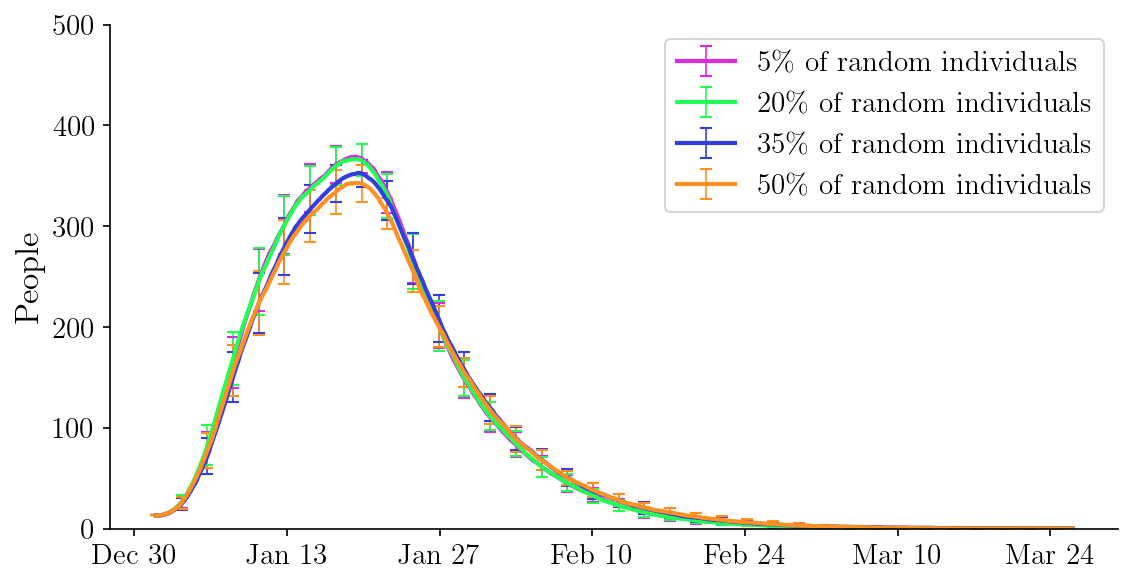 500
400
300
200
100
0
People
Dec 30
Jan 13
Jan 27
Feb 10
Feb 24
Mar 10
Mar 24
5% of random individuals
20% of random individuals
35% of random individuals
50% of random individuals